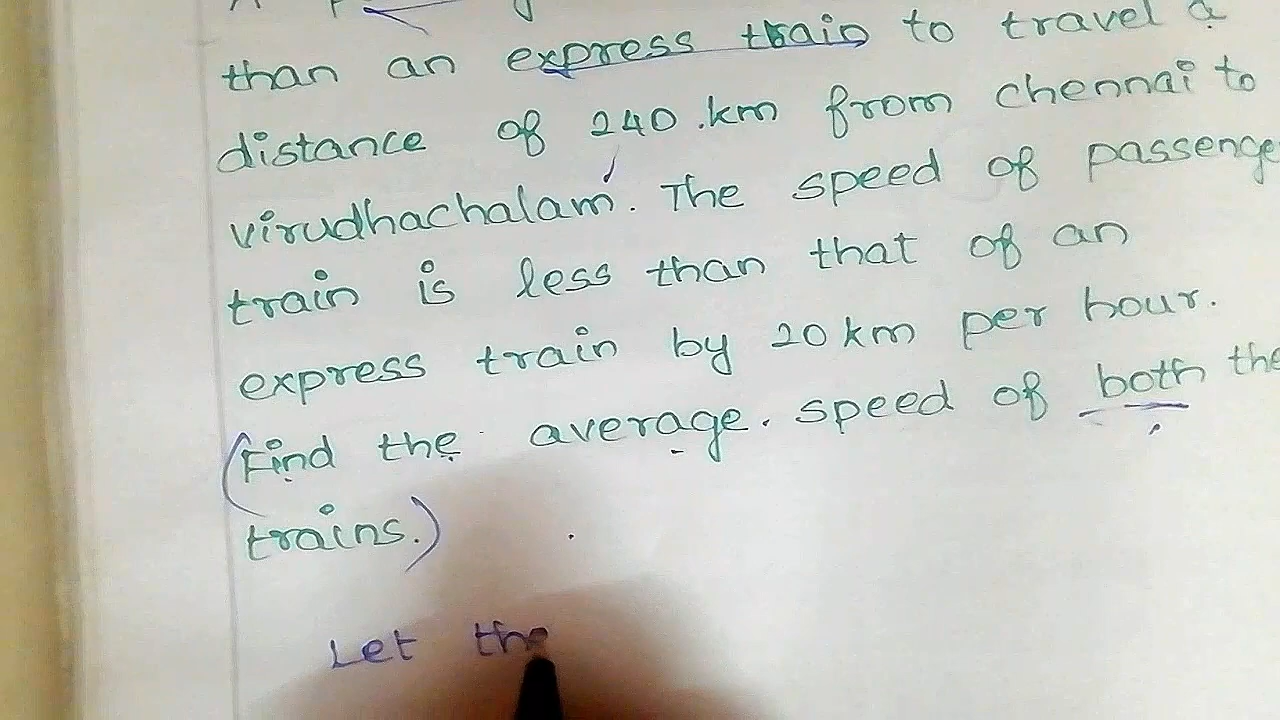 than an express train to travel a
distance of 240.km from chennai to
virudhachalam. The speed of passenge
train is less than that of an
express train by 20 km per hour.
(Find the average. speed of both the
trains.)
Let the